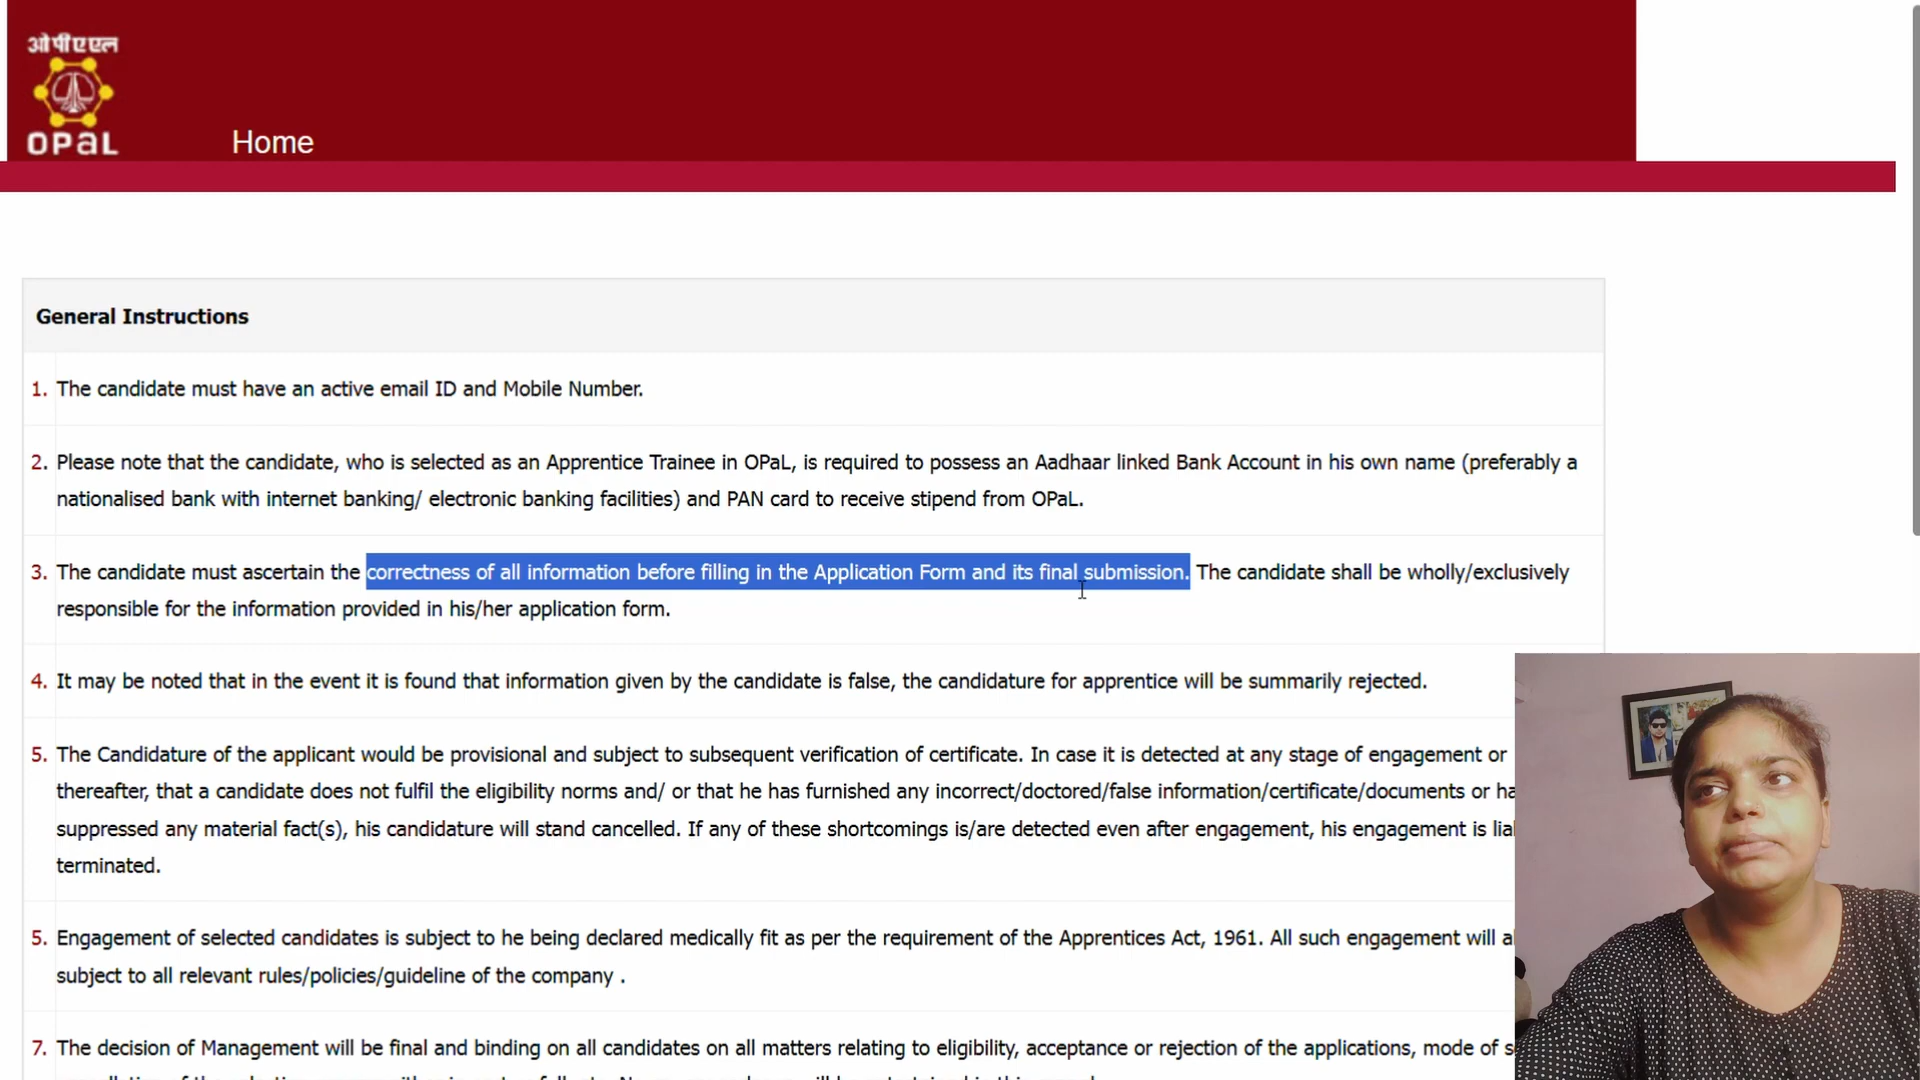 ओपीएएल
OPaL
Home
General Instructions
1. The candidate must have an active email ID and Mobile Number.
2. Please note that the candidate, who is selected as an Apprentice Trainee in OPaL, is required to possess an Aadhaar linked Bank Account in his own name (preferably a
nationalised bank with internet banking/ electronic banking facilities) and PAN card to receive stipend from OPaL.
3. The candidate must ascertain the correctness of all information before filling in the Application Form and its final submission. The candidate shall be wholly/exclusively
responsible for the information provided in his/her application form.
4. It may be noted that in the event it is found that information given by the candidate is false, the candidature for apprentice will be summarily rejected.
5. The Candidature of the applicant would be provisional and subject to subsequent verification of certificate. In case it is detected at any stage of engagement or
thereafter, that a candidate does not fulfil the eligibility norms and/ or that he has furnished any incorrect/doctored/false information/certificate/documents or
suppressed any material fact(s), his candidature will stand cancelled. If any of these shortcomings is/are detected even after engagement, his engagement is
terminated.
5. Engagement of selected candidates is subject to he being declared medically fit as per the requirement of the Apprentices Act, 1961. All such engagement will
subject to all relevant rules/policies/guideline of the company .
7. The decision of Management will be final and binding on all candidates on all matters relating to eligibility, acceptance or rejection of the applications, mode of